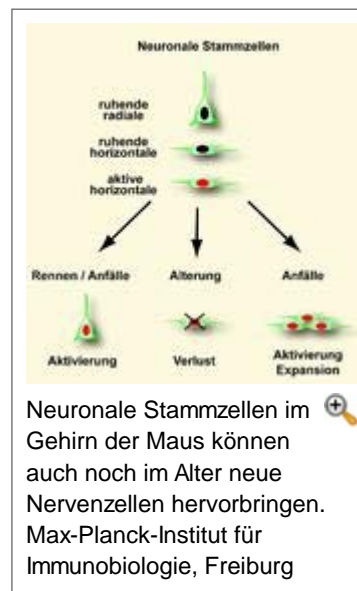 Neuronale Stammzellen
ruhende
radiale
ruhende
horizontale
aktive
horizontale
Rennen / Anfälle
Alterung
Anfälle
Aktivierung
Verlust
Aktivierung
Expansion
Neuronale Stammzellen im
Gehirn der Maus können
auch noch im Alter neue
Nervenzellen hervorbringen.
Max-Planck-Institut für
Immunobiologie, Freiburg